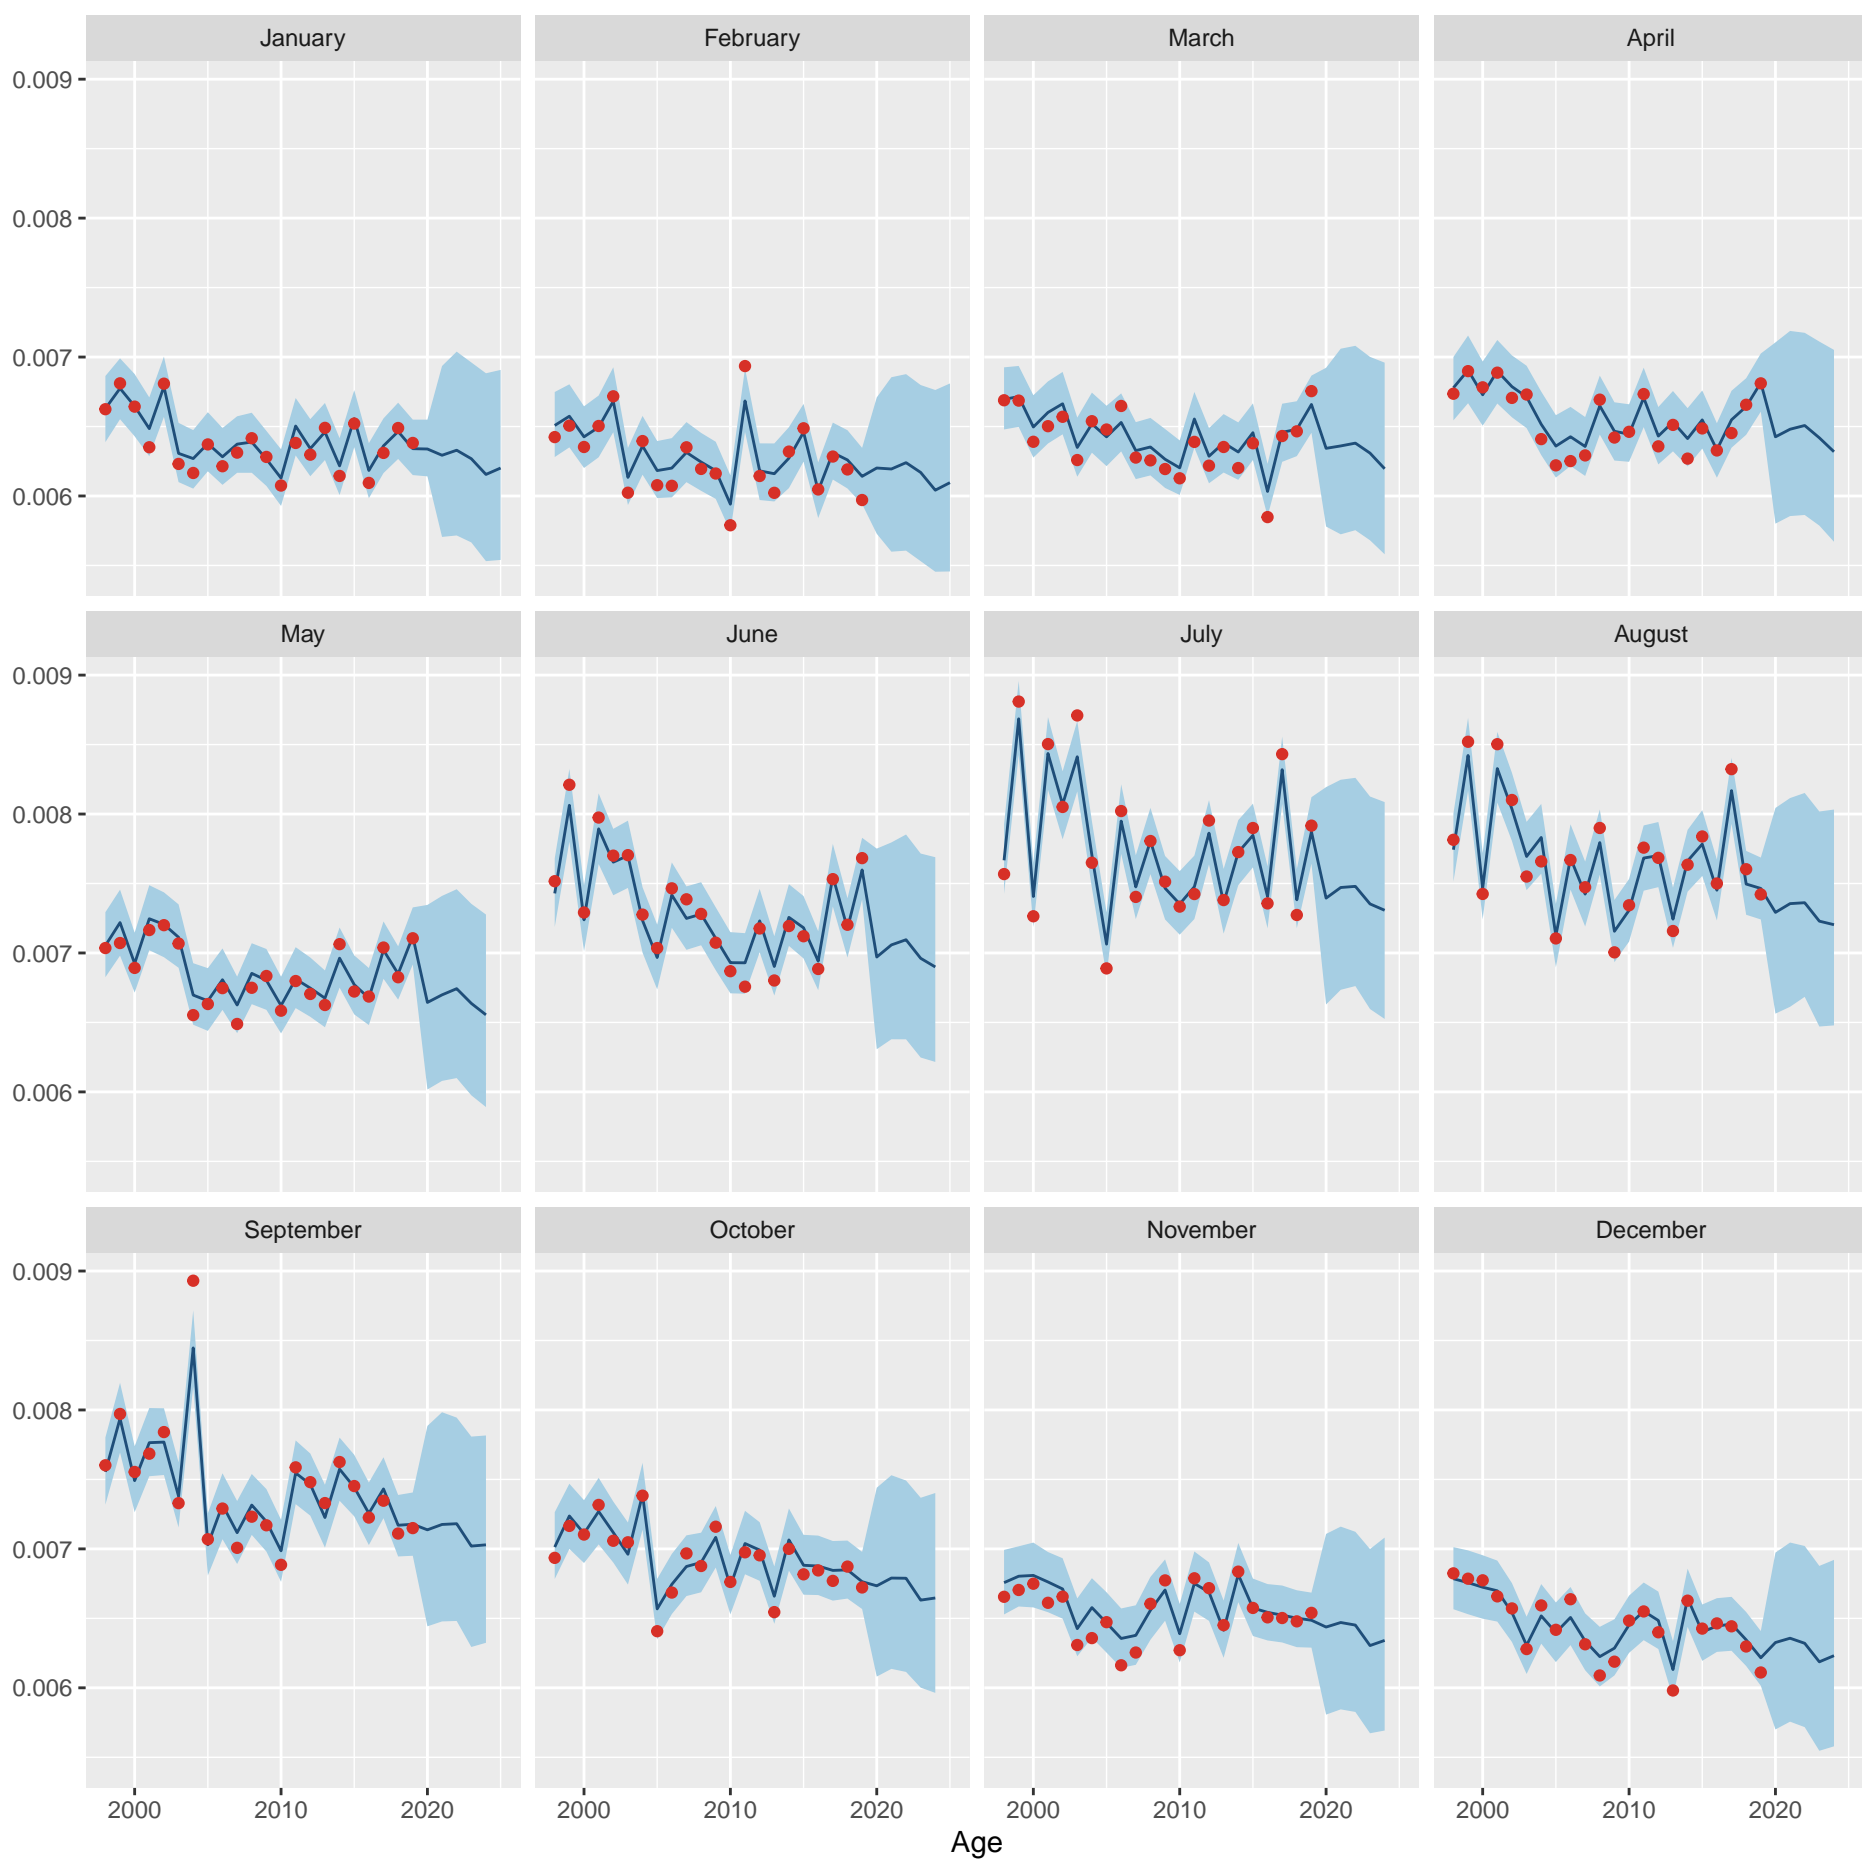 January February March April
0.009
0.008
0.007
0.006
May June July August
0.009
0.008
0.007
0.006
September October November December
0.009
0.008
0.007
0.006
2000 2010 2020 2000 2010 2020 2000 2010 2020 2000 2010 2020
Age